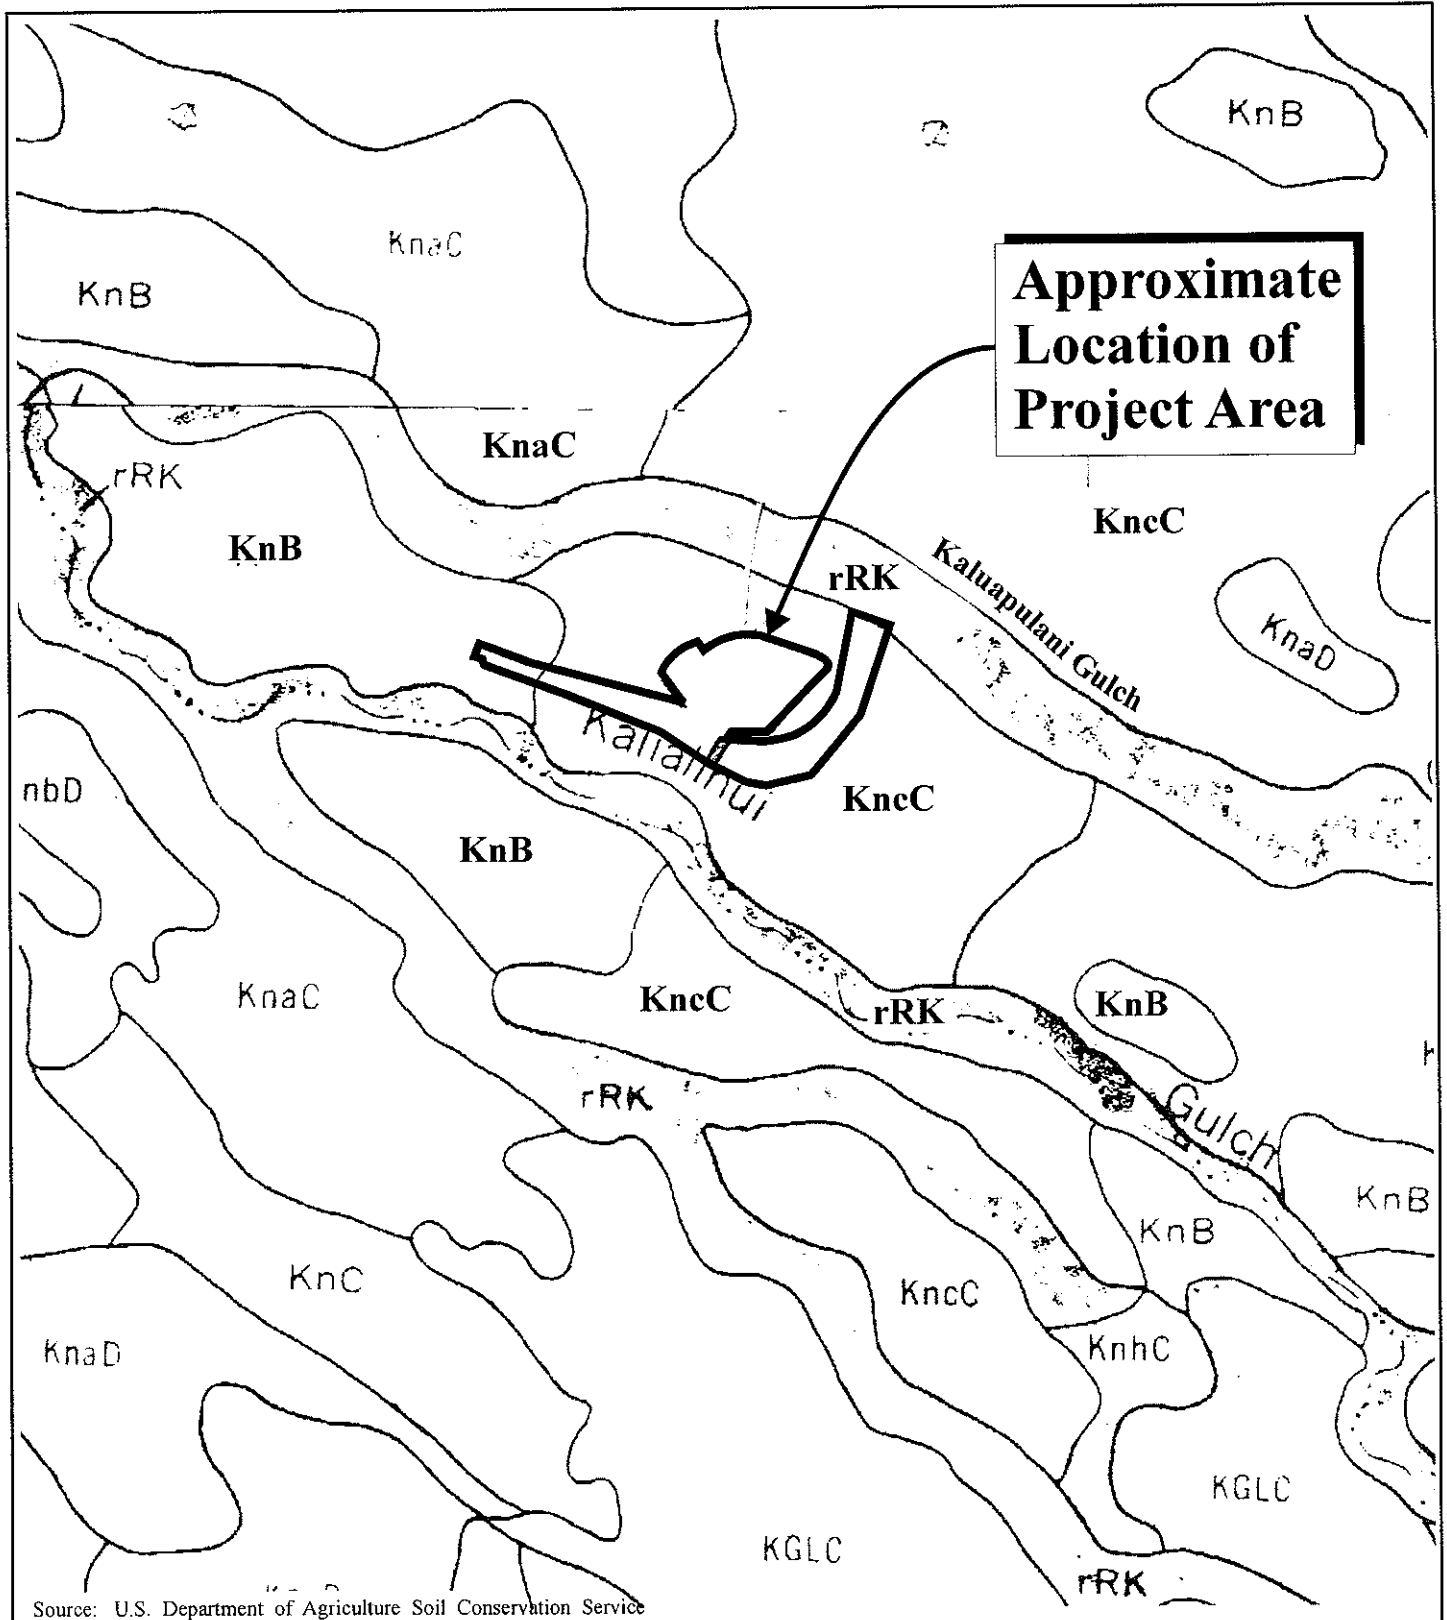 KnB
KnaC
KnB
Approximate
Location of
Project Area
KnaC
rRK
KncC
KnB
rRK
Kaluapulani Gulch
KnaD
Kalialinui
nbD
KncC
KnB
KnaC
KncC
rRK
KnB
rRK
Gulch
KnB
KnB
KnC
KncC
KnaD
KnhC
KGLC
KGLC
rRK
Source: U.S. Department of Agriculture Soil Conservation Service